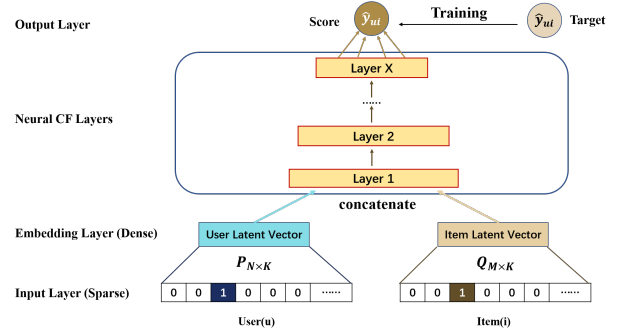 Output Layer
Score
ŷui
Training
ŷui
Target
Layer X
......
Neural CF Layers
Layer 2
Layer 1
concatenate
Embedding Layer (Dense)
User Latent Vector
Item Latent Vector
PN×K
QM×K
Input Layer (Sparse)
0 0 1 0 0 0 ......
0 0 1 0 0 0 ......
User(u)
Item(i)